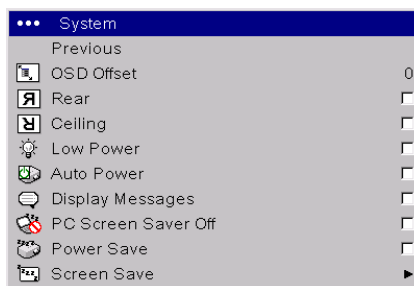 ••• System
Previous
OSD Offset 0
Rear
Ceiling
Low Power
Auto Power
Display Messages
PC Screen Saver Off
Power Save
Screen Save